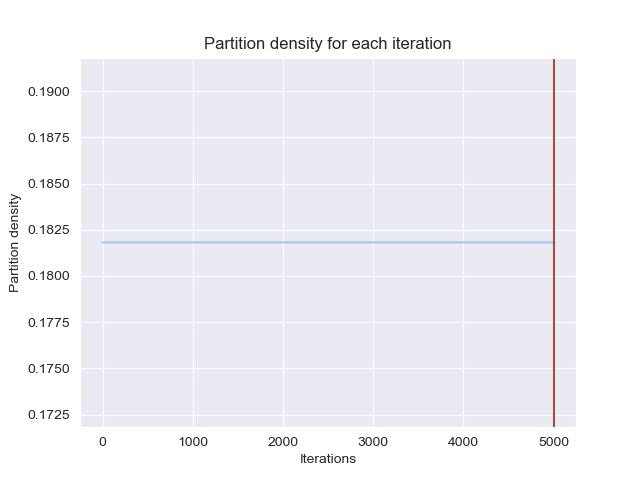 Partition density for each iteration
Partition density
0.1900
0.1875
0.1850
0.1825
0.1800
0.1775
0.1750
0.1725
0 1000 2000 3000 4000 5000
Iterations